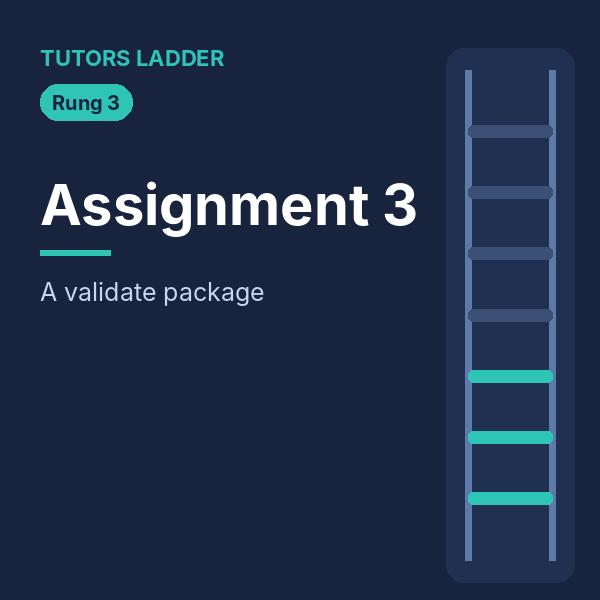 TUTORS LADDER
Rung 3
Assignment 3
A validate package